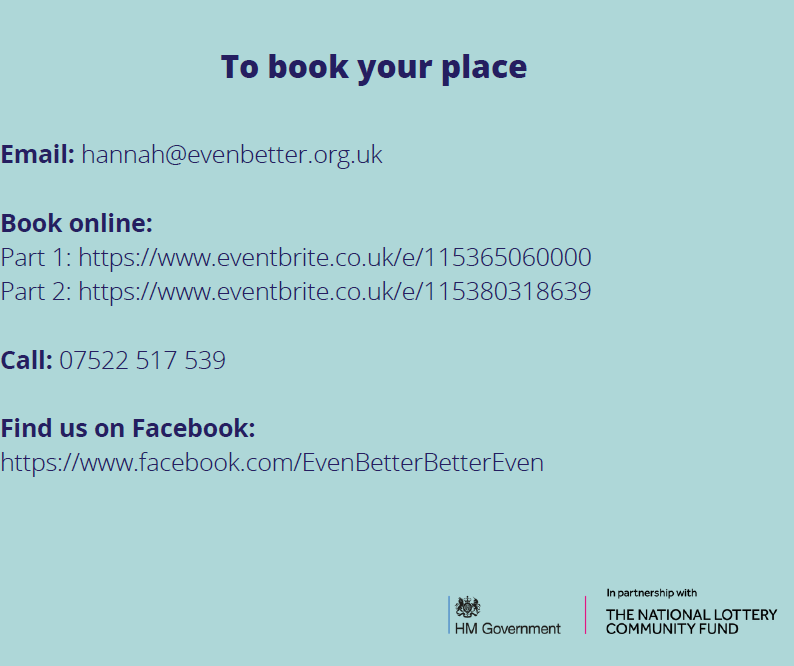 To book your place
Email: hannah@evenbetter.org.uk
Book online:
Part 1: https://www.eventbrite.co.uk/e/115365060000
Part 2: https://www.eventbrite.co.uk/e/115380318639
Call: 07522 517 539
Find us on Facebook:
https://www.facebook.com/EvenBetterBetterEven
HM Government
In partnership with
THE NATIONAL LOTTERY
COMMUNITY FUND